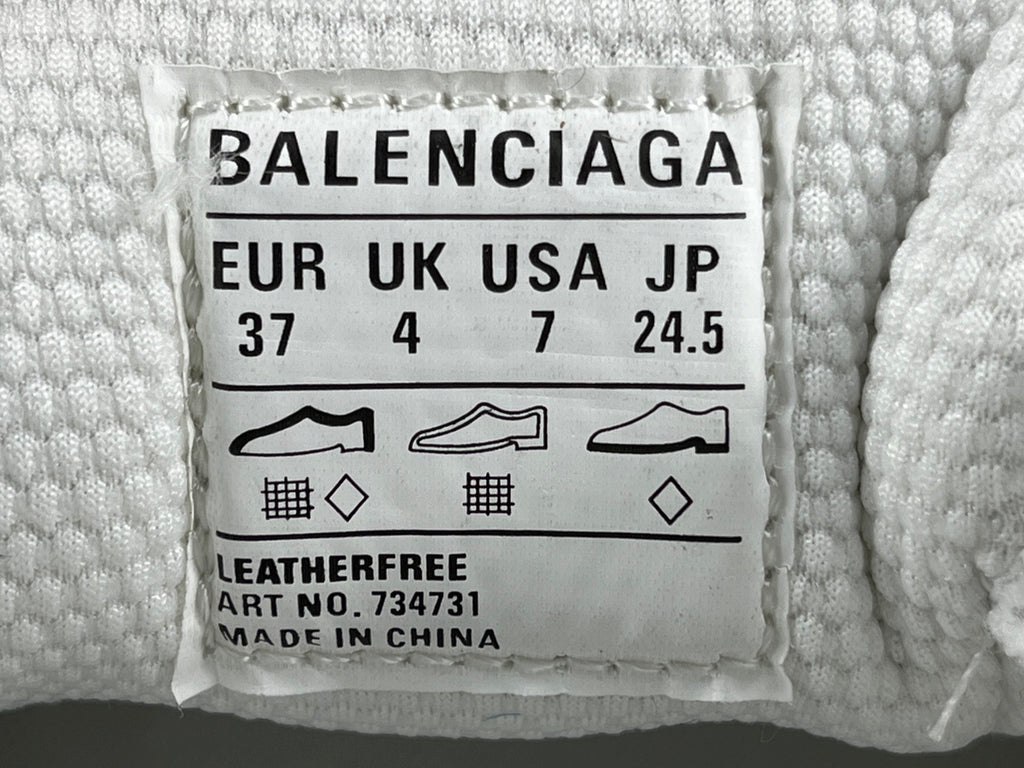 BALENCIAGA
EUR UK USA JP
37 4 7 24.5
LEATHERFREE
ART NO. 734731
MADE IN CHINA